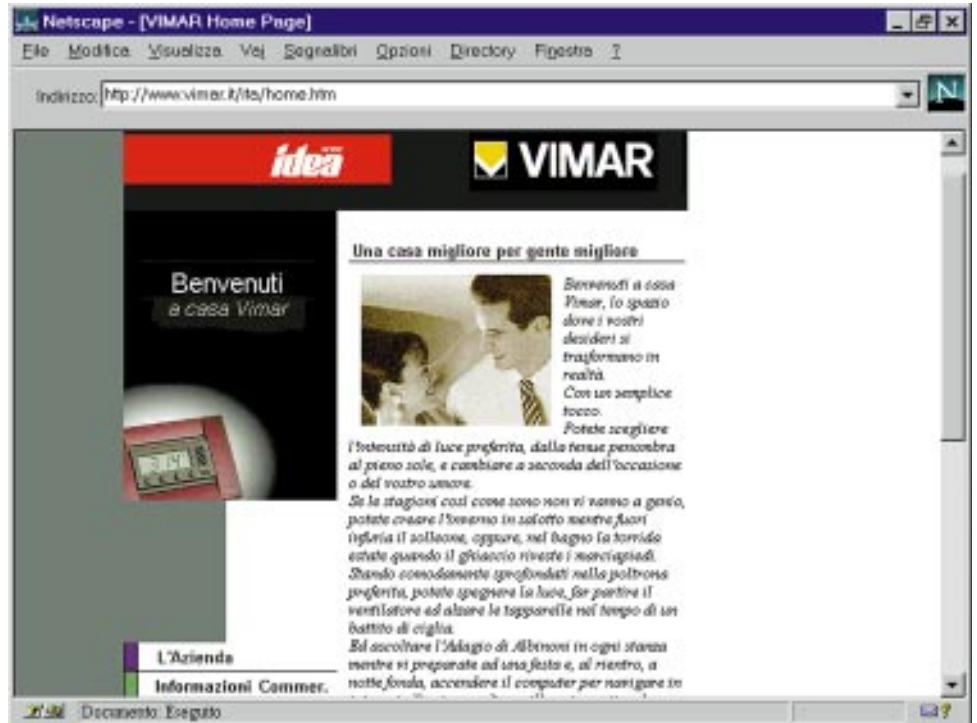 Netscape - [VIMAR Home Page]
File Modifica Visualizza Vai Segnalibri Opzioni Directory Finestra ?
Indirizzo: http://www.vimar.it/ita/home.htm
N
ideä
VIMAR
Benvenuti
a casa Vimar
Una casa migliore per gente migliore
Benvenuti a casa
Vimar, lo spazio
dove i vostri
desideri si
trasformano in
realtà.
Con un semplice
tocco.
Potete scegliere
l'intensità di luce preferita, dalla tenue penombra
al pieno sole, e cambiare a seconda dell'occasione
o del vostro umore.
Se le stagioni così come sono non vi vanno a genio,
potete creare l'inverno in salotto mentre fuori
infuria il solleone, oppure, nel bagno la torrida
estate quando il ghiaccio riveste i marciapiedi.
Stando comodamente sprofondati nella poltrona
preferita, potete spegnere la luce, far partire il
ventilatore ed alzare le tapparelle nel tempo di un
battito di ciglia.
Ed ascoltare l'Adagio di Albinoni in ogni stanza
mentre vi preparate ad una festa e, al rientro, a
notte fonda, accendere il computer per navigare in
L'Azienda
Informazioni Commer.
Documento: Eseguito